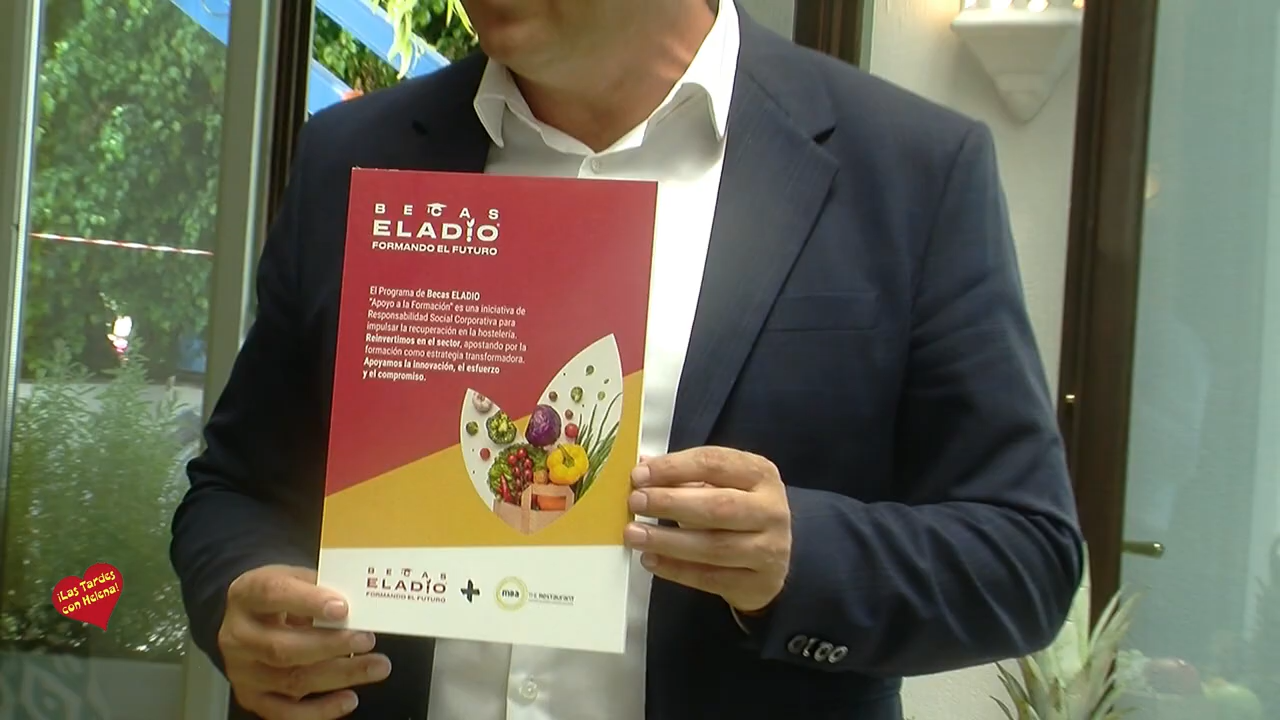 BECAS
ELADIO
FORMANDO EL FUTURO
El Programa de Becas ELADIO
"Apoyo a la Formación" es una iniciativa de
Responsabilidad Social Corporativa para
impulsar la recuperación en la hostelería.
Reinvertimos en el sector, apostando por la
formación como estrategia transformadora.
Apoyamos la innovación, el esfuerzo
y el compromiso.
BECAS
ELADIO
FORMANDO EL FUTURO
+
THE RESTAURANT
¡Las Tardes
con Helena!